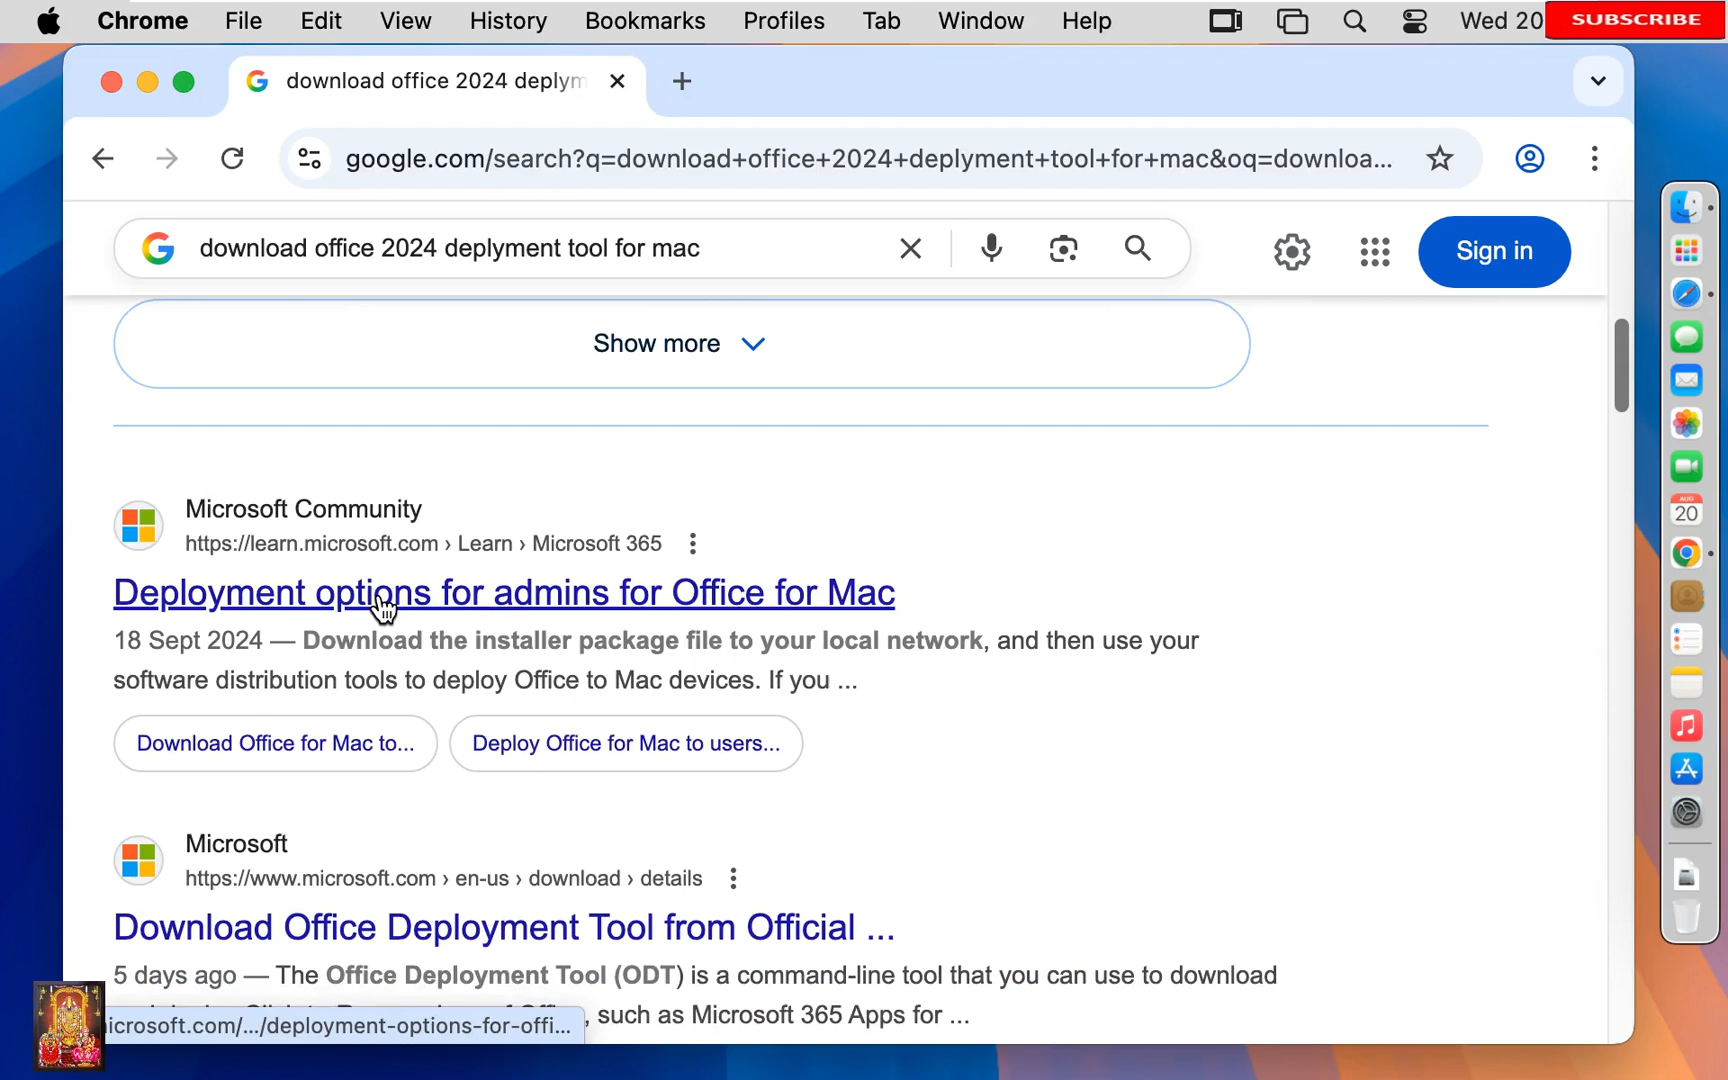 Chrome File Edit View History Bookmarks Profiles Tab Window Help Wed 20 SUBSCRIBE
download office 2024 deplym
google.com/search?q=download+office+2024+deplyment+tool+for+mac&oq=downloa...
download office 2024 deplyment tool for mac
Sign in
Show more
Microsoft Community
https://learn.microsoft.com › Learn › Microsoft 365
Deployment options for admins for Office for Mac
18 Sept 2024 — Download the installer package file to your local network, and then use your
software distribution tools to deploy Office to Mac devices. If you ...
Download Office for Mac to... Deploy Office for Mac to users...
AUG
20
Microsoft
https://www.microsoft.com › en-us › download › details
Download Office Deployment Tool from Official ...
5 days ago — The Office Deployment Tool (ODT) is a command-line tool that you can use to download
, such as Microsoft 365 Apps for ...
icrosoft.com/.../deployment-options-for-offi...